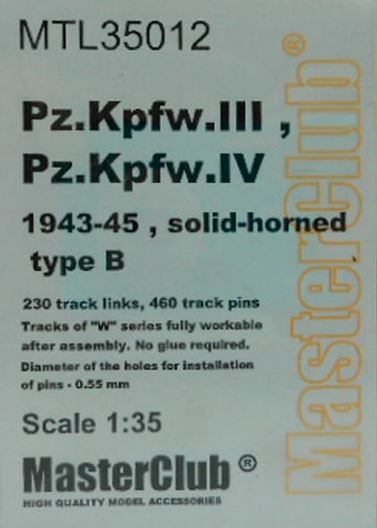 MTL35012
Pz.Kpfw.III ,
Pz.Kpfw.IV
1943-45 , solid-horned
type B
230 track links, 460 track pins
Tracks of "W" series fully workable
after assembly. No glue required.
Diameter of the holes for installation
of pins - 0.55 mm
Scale 1:35
MasterClub ®
HIGH QUALITY MODEL ACCESSORIES
Masterclub®